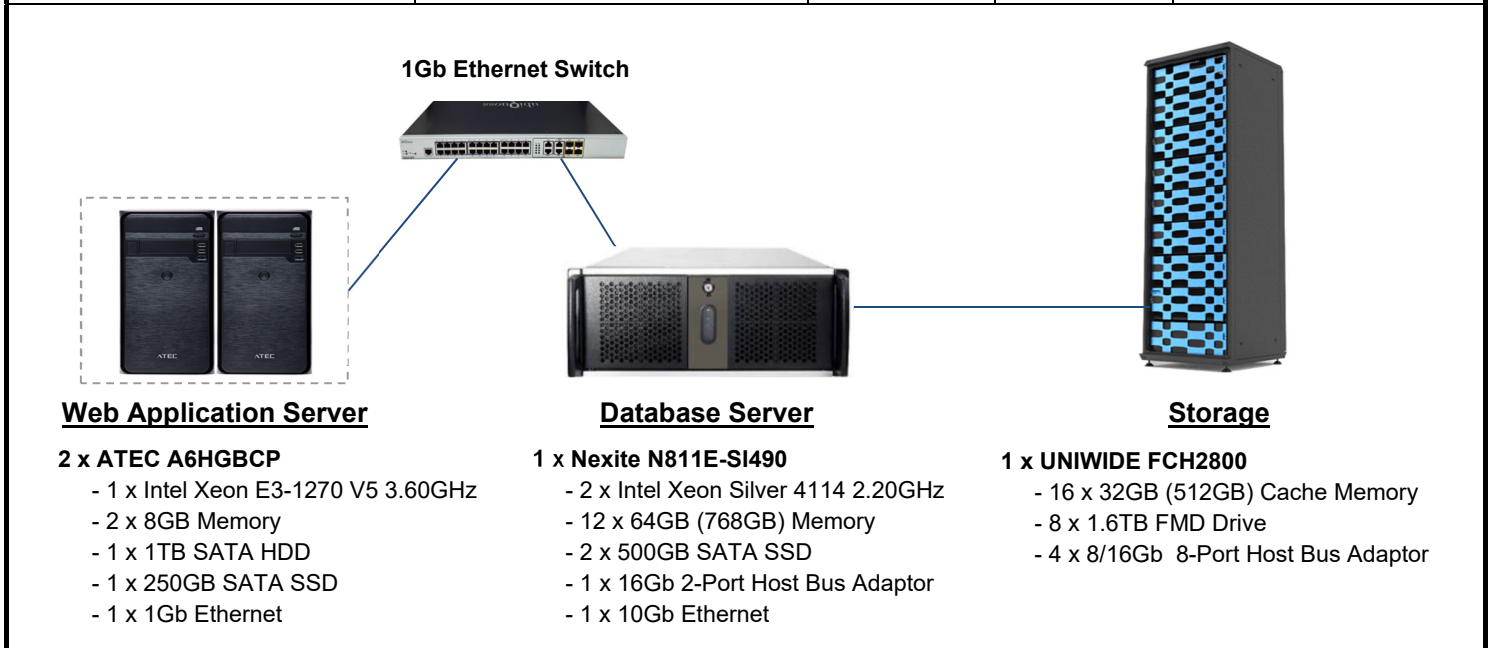 1Gb Ethernet Switch
ubiQuoss
ATEC
ATEC
Web Application Server
2 x ATEC A6HGBCP
- 1 x Intel Xeon E3-1270 V5 3.60GHz
- 2 x 8GB Memory
- 1 x 1TB SATA HDD
- 1 x 250GB SATA SSD
- 1 x 1Gb Ethernet
Database Server
1 x Nexite N811E-SI490
- 2 x Intel Xeon Silver 4114 2.20GHz
- 12 x 64GB (768GB) Memory
- 2 x 500GB SATA SSD
- 1 x 16Gb 2-Port Host Bus Adaptor
- 1 x 10Gb Ethernet
Storage
1 x UNIWIDE FCH2800
- 16 x 32GB (512GB) Cache Memory
- 8 x 1.6TB FMD Drive
- 4 x 8/16Gb 8-Port Host Bus Adaptor